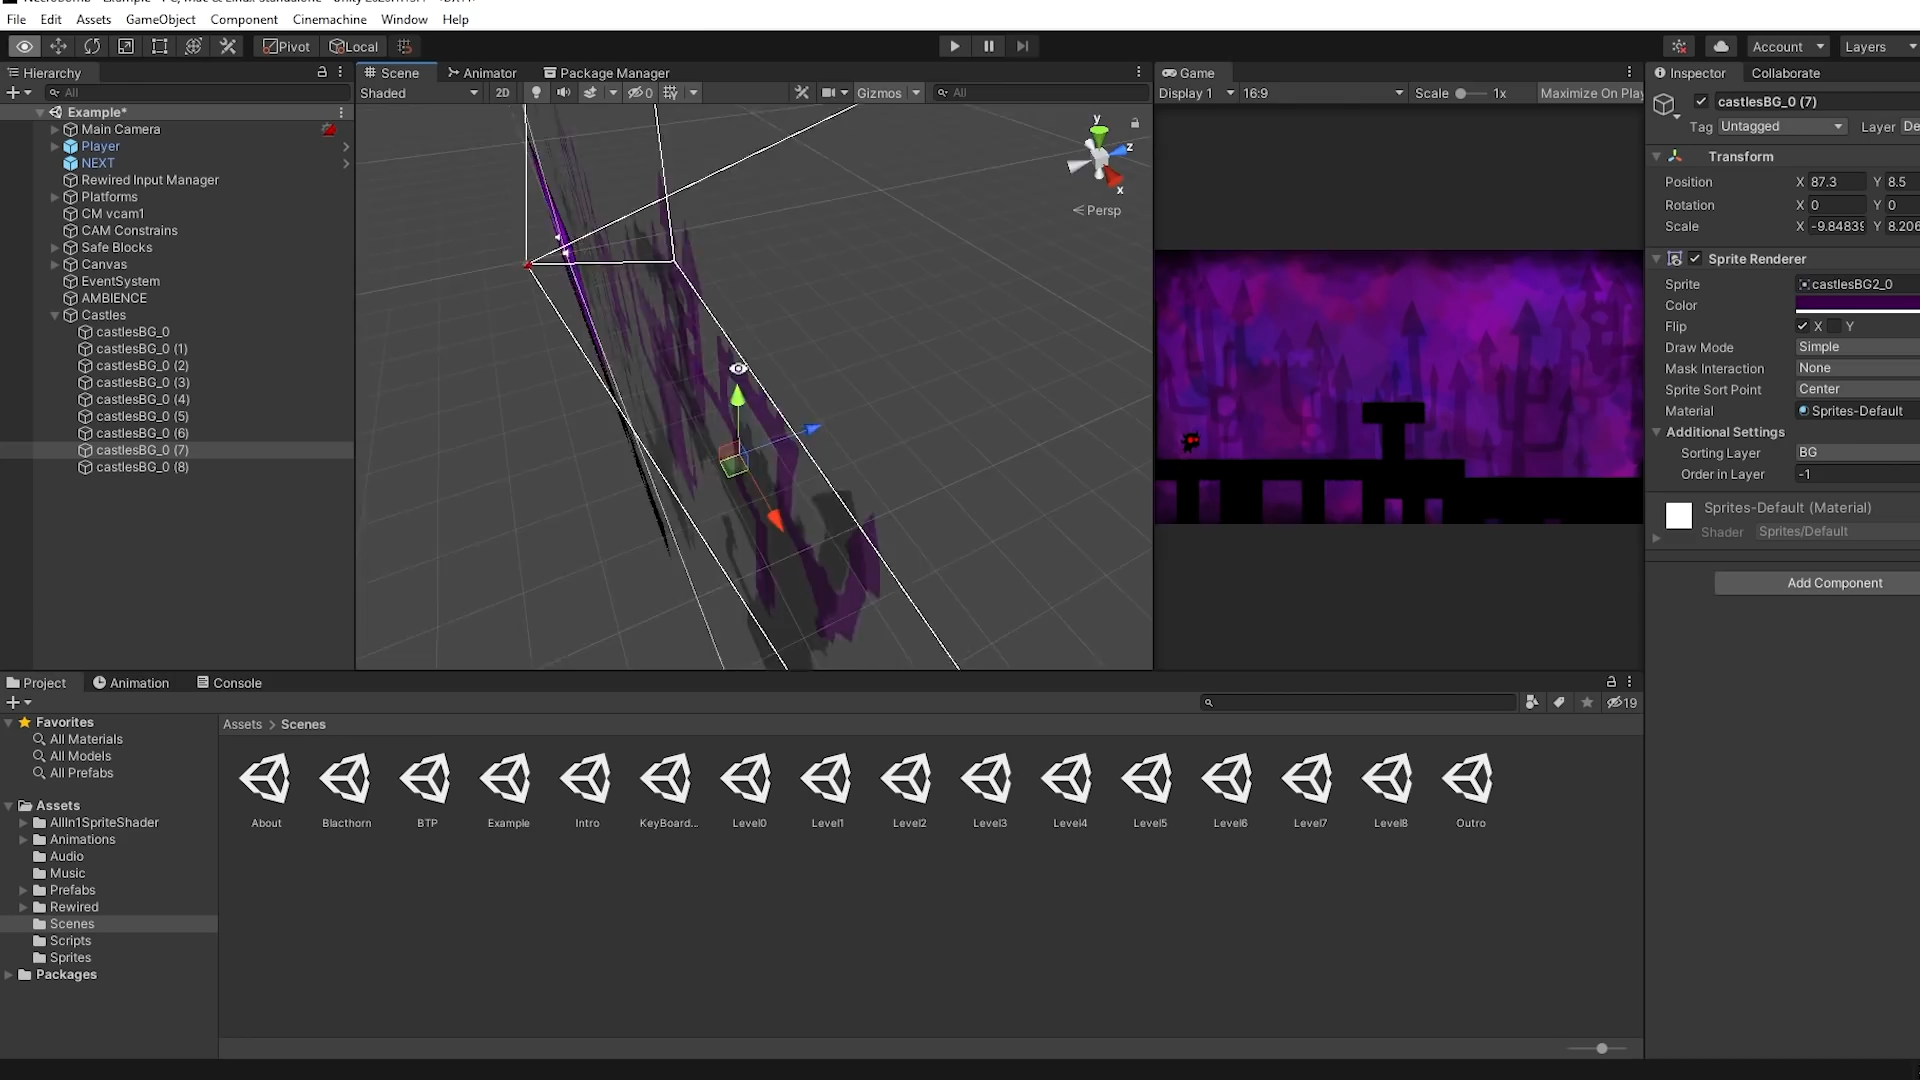 File Edit Assets GameObject Component Cinemachine Window Help
Pivot Local Account Layers
Hierarchy Scene Animator Package Manager Game Inspector Collaborate
All Shaded 2D 0 Gizmos All Display 1 16:9 Scale 1x Maximize On Play
Example*
Main Camera
Player
NEXT
Rewired Input Manager
Platforms
CM vcam1
CAM Constrains
Safe Blocks
Canvas
EventSystem
AMBIENCE
Castles
castlesBG_0
castlesBG_0 (1)
castlesBG_0 (2)
castlesBG_0 (3)
castlesBG_0 (4)
castlesBG_0 (5)
castlesBG_0 (6)
castlesBG_0 (7)
castlesBG_0 (8)
y
z
x
Persp
castlesBG_0 (7)
Tag Untagged Layer De
Transform
Position X 87.3 Y 8.5
Rotation X 0 Y 0
Scale X -9.84839 Y 8.206
Sprite Renderer
Sprite castlesBG2_0
Color
Flip X Y
Draw Mode Simple
Mask Interaction None
Sprite Sort Point Center
Material Sprites-Default
Additional Settings
Sorting Layer BG
Order in Layer -1
Sprites-Default (Material)
Shader Sprites/Default
Add Component
Project Animation Console
19
Favorites
All Materials
All Models
All Prefabs
Assets
AllIn1SpriteShader
Animations
Audio
Music
Prefabs
Rewired
Scenes
Scripts
Sprites
Packages
Assets > Scenes
About Blacthorn BTP Example Intro KeyBoard... Level0 Level1 Level2 Level3 Level4 Level5 Level6 Level7 Level8 Outro